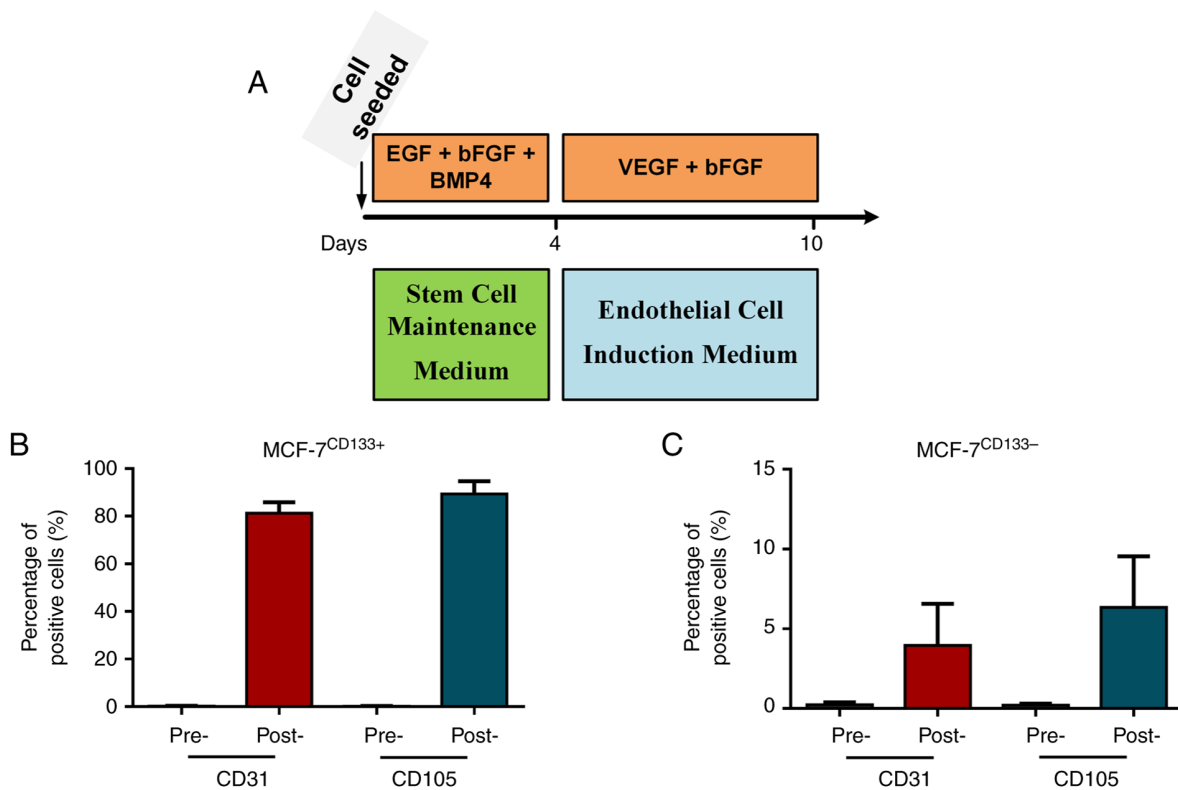 A
Cell
seeded
EGF + bFGF +
BMP4
VEGF + bFGF
Days
4
10
Stem Cell
Maintenance
Medium
Endothelial Cell
Induction Medium
B
MCF-7CD133+
Percentage of
positive cells (%)
100
80
60
40
20
0
Pre-
Post-
Pre-
Post-
CD31
CD105
C
MCF-7CD133–
Percentage of
positive cells (%)
15
10
5
0
Pre-
Post-
Pre-
Post-
CD31
CD105